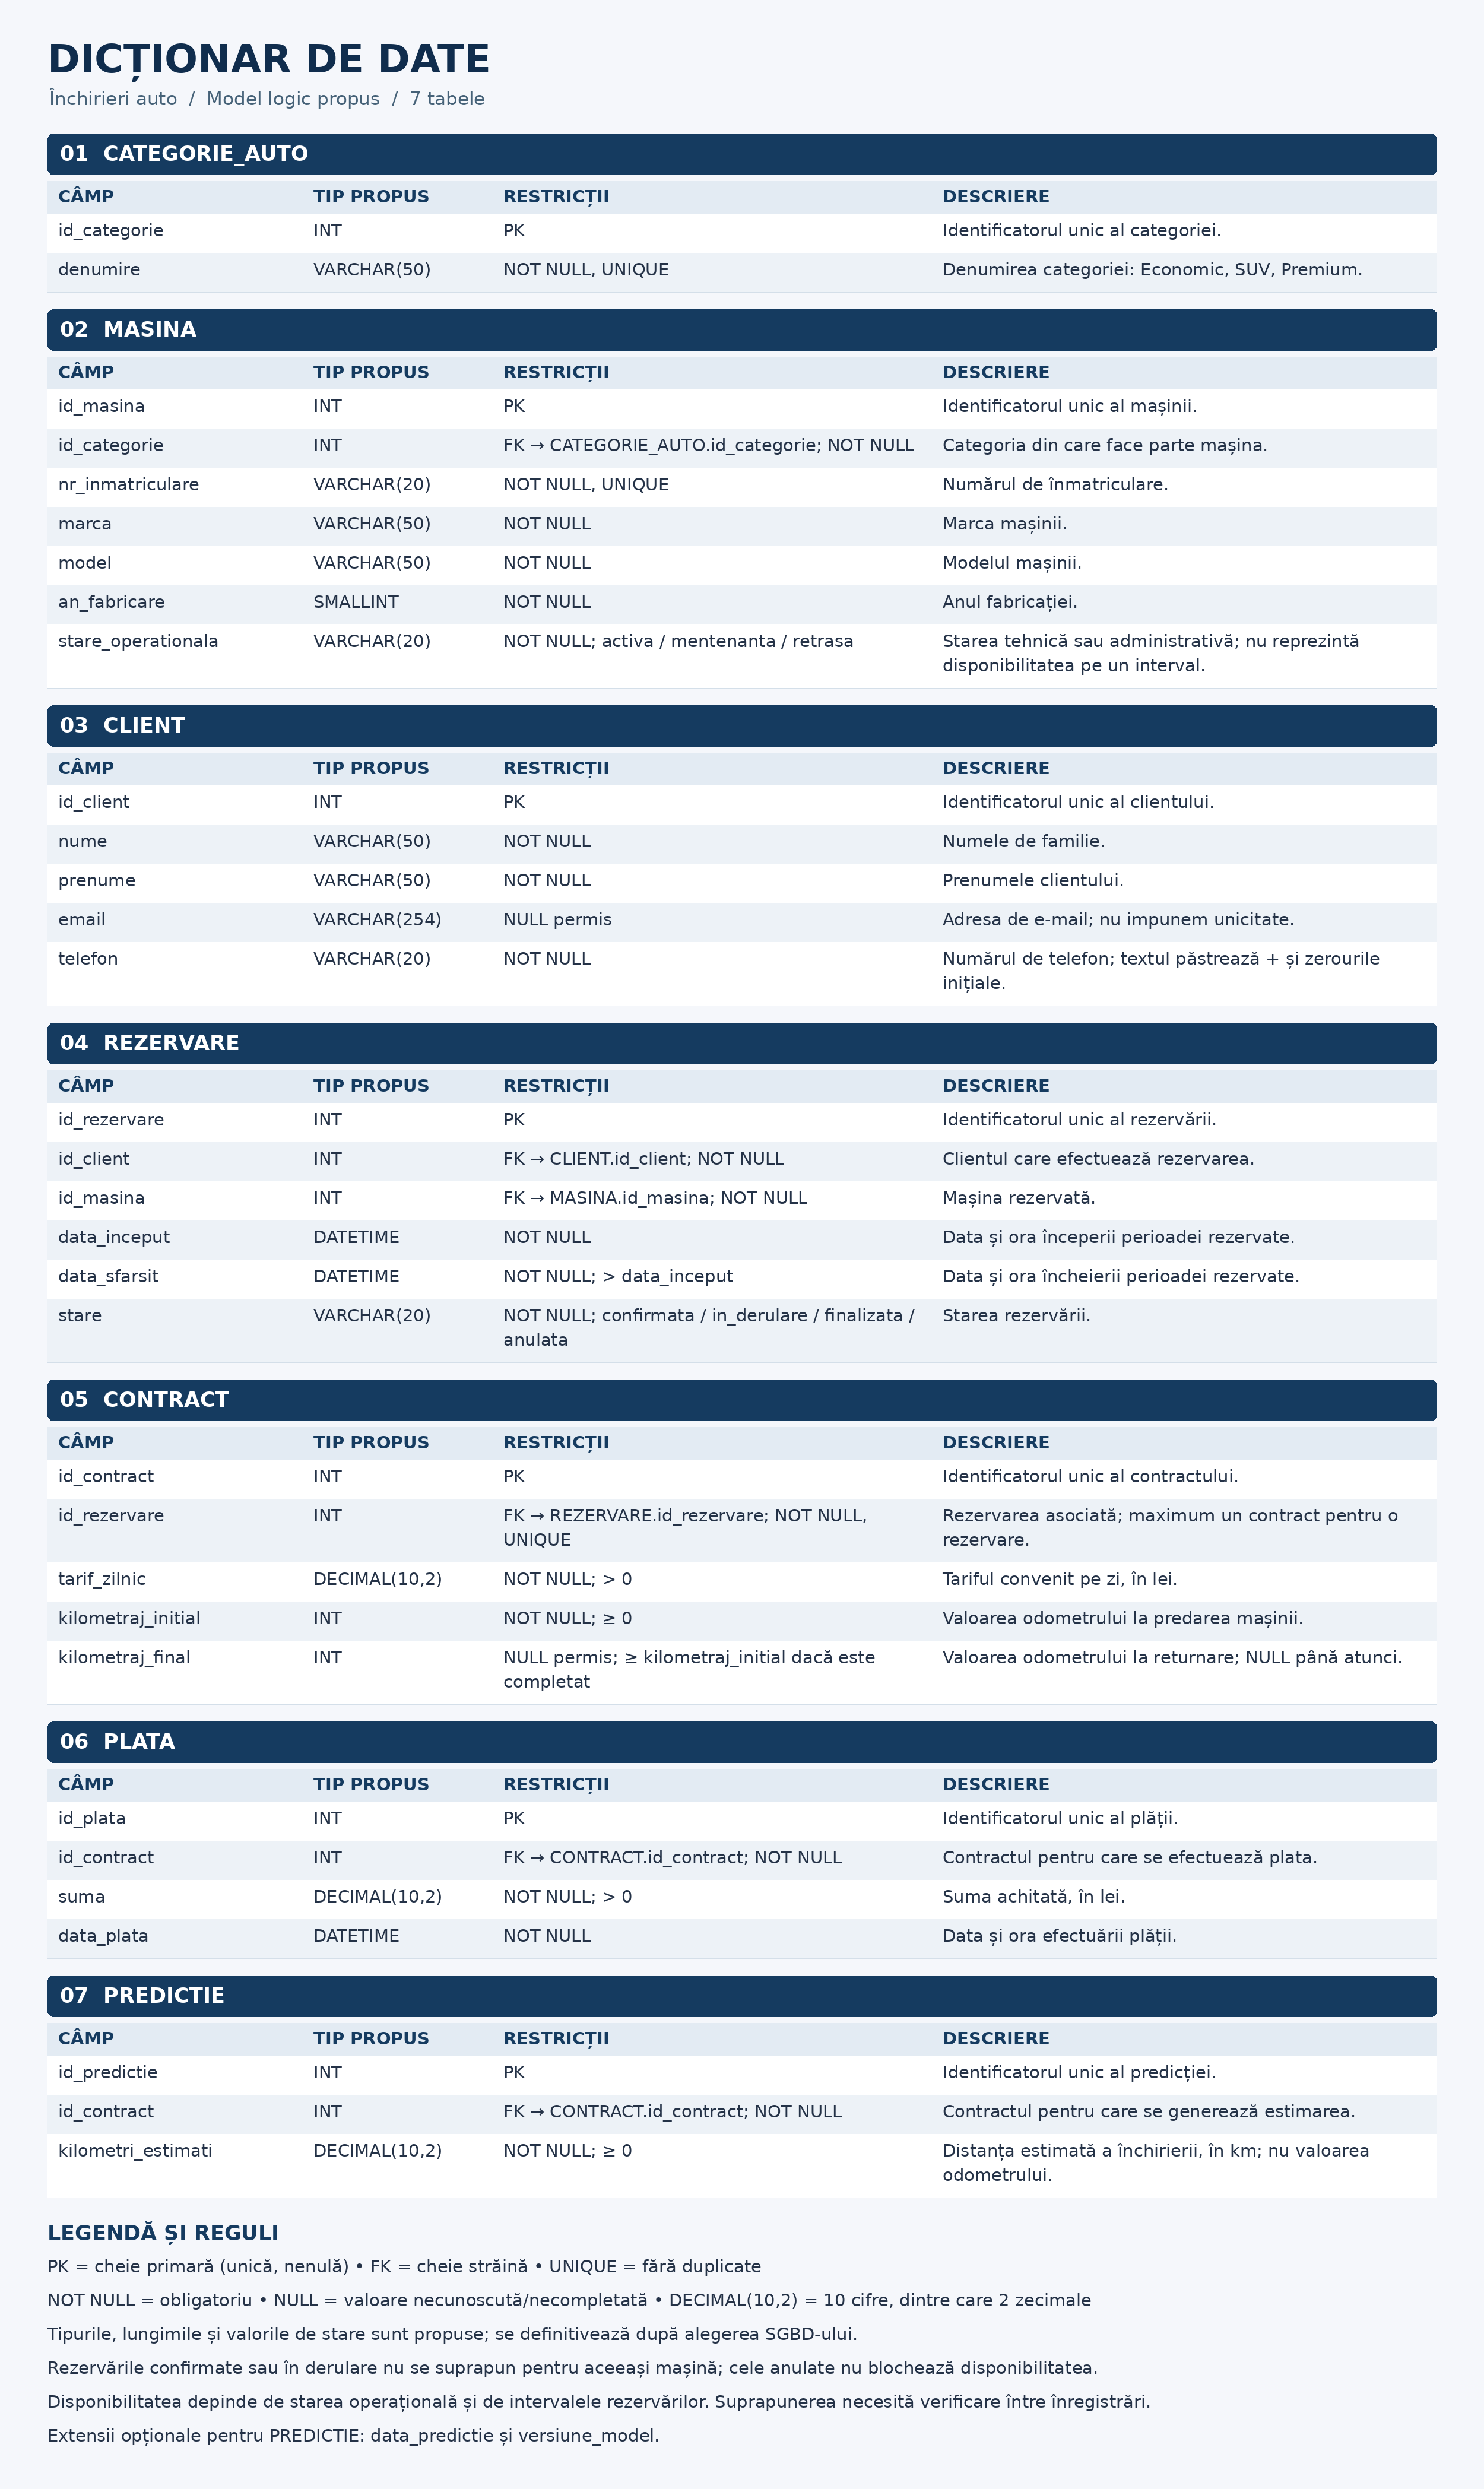 DICȚIONAR DE DATE
Închirieri auto / Model logic propus / 7 tabele
01 CATEGORIE_AUTO
CÂMP TIP PROPUS RESTRICȚII DESCRIERE
id_categorie INT PK Identificatorul unic al categoriei.
denumire VARCHAR(50) NOT NULL, UNIQUE Denumirea categoriei: Economic, SUV, Premium.
02 MASINA
CÂMP TIP PROPUS RESTRICȚII DESCRIERE
id_masina INT PK Identificatorul unic al mașinii.
id_categorie INT FK → CATEGORIE_AUTO.id_categorie; NOT NULL Categoria din care face parte mașina.
nr_inmatriculare VARCHAR(20) NOT NULL, UNIQUE Numărul de înmatriculare.
marca VARCHAR(50) NOT NULL Marca mașinii.
model VARCHAR(50) NOT NULL Modelul mașinii.
an_fabricare SMALLINT NOT NULL Anul fabricației.
stare_operationala VARCHAR(20) NOT NULL; activa / mentenanta / retrasa Starea tehnică sau administrativă; nu reprezintă
disponibilitatea pe un interval.
03 CLIENT
CÂMP TIP PROPUS RESTRICȚII DESCRIERE
id_client INT PK Identificatorul unic al clientului.
nume VARCHAR(50) NOT NULL Numele de familie.
prenume VARCHAR(50) NOT NULL Prenumele clientului.
email VARCHAR(254) NULL permis Adresa de e-mail; nu impunem unicitate.
telefon VARCHAR(20) NOT NULL Numărul de telefon; textul păstrează + și zerourile
inițiale.
04 REZERVARE
CÂMP TIP PROPUS RESTRICȚII DESCRIERE
id_rezervare INT PK Identificatorul unic al rezervării.
id_client INT FK → CLIENT.id_client; NOT NULL Clientul care efectuează rezervarea.
id_masina INT FK → MASINA.id_masina; NOT NULL Mașina rezervată.
data_inceput DATETIME NOT NULL Data și ora începerii perioadei rezervate.
data_sfarsit DATETIME NOT NULL; > data_inceput Data și ora încheierii perioadei rezervate.
stare VARCHAR(20) NOT NULL; confirmata / in_derulare / finalizata / Starea rezervării.
anulata
05 CONTRACT
CÂMP TIP PROPUS RESTRICȚII DESCRIERE
id_contract INT PK Identificatorul unic al contractului.
id_rezervare INT FK → REZERVARE.id_rezervare; NOT NULL, Rezervarea asociată; maximum un contract pentru o
UNIQUE rezervare.
tarif_zilnic DECIMAL(10,2) NOT NULL; > 0 Tariful convenit pe zi, în lei.
kilometraj_initial INT NOT NULL; ≥ 0 Valoarea odometrului la predarea mașinii.
kilometraj_final INT NULL permis; ≥ kilometraj_initial dacă este Valoarea odometrului la returnare; NULL până atunci.
completat
06 PLATA
CÂMP TIP PROPUS RESTRICȚII DESCRIERE
id_plata INT PK Identificatorul unic al plății.
id_contract INT FK → CONTRACT.id_contract; NOT NULL Contractul pentru care se efectuează plata.
suma DECIMAL(10,2) NOT NULL; > 0 Suma achitată, în lei.
data_plata DATETIME NOT NULL Data și ora efectuării plății.
07 PREDICTIE
CÂMP TIP PROPUS RESTRICȚII DESCRIERE
id_predictie INT PK Identificatorul unic al predicției.
id_contract INT FK → CONTRACT.id_contract; NOT NULL Contractul pentru care se generează estimarea.
kilometri_estimati DECIMAL(10,2) NOT NULL; ≥ 0 Distanța estimată a închirierii, în km; nu valoarea
odometrului.
LEGENDĂ ȘI REGULI
PK = cheie primară (unică, nenulă) • FK = cheie străină • UNIQUE = fără duplicate
NOT NULL = obligatoriu • NULL = valoare necunoscută/necompletată • DECIMAL(10,2) = 10 cifre, dintre care 2 zecimale
Tipurile, lungimile și valorile de stare sunt propuse; se definitivează după alegerea SGBD-ului.
Rezervările confirmate sau în derulare nu se suprapun pentru aceeași mașină; cele anulate nu blochează disponibilitatea.
Disponibilitatea depinde de starea operațională și de intervalele rezervărilor. Suprapunerea necesită verificare între înregistrări.
Extensii opționale pentru PREDICTIE: data_predictie și versiune_model.